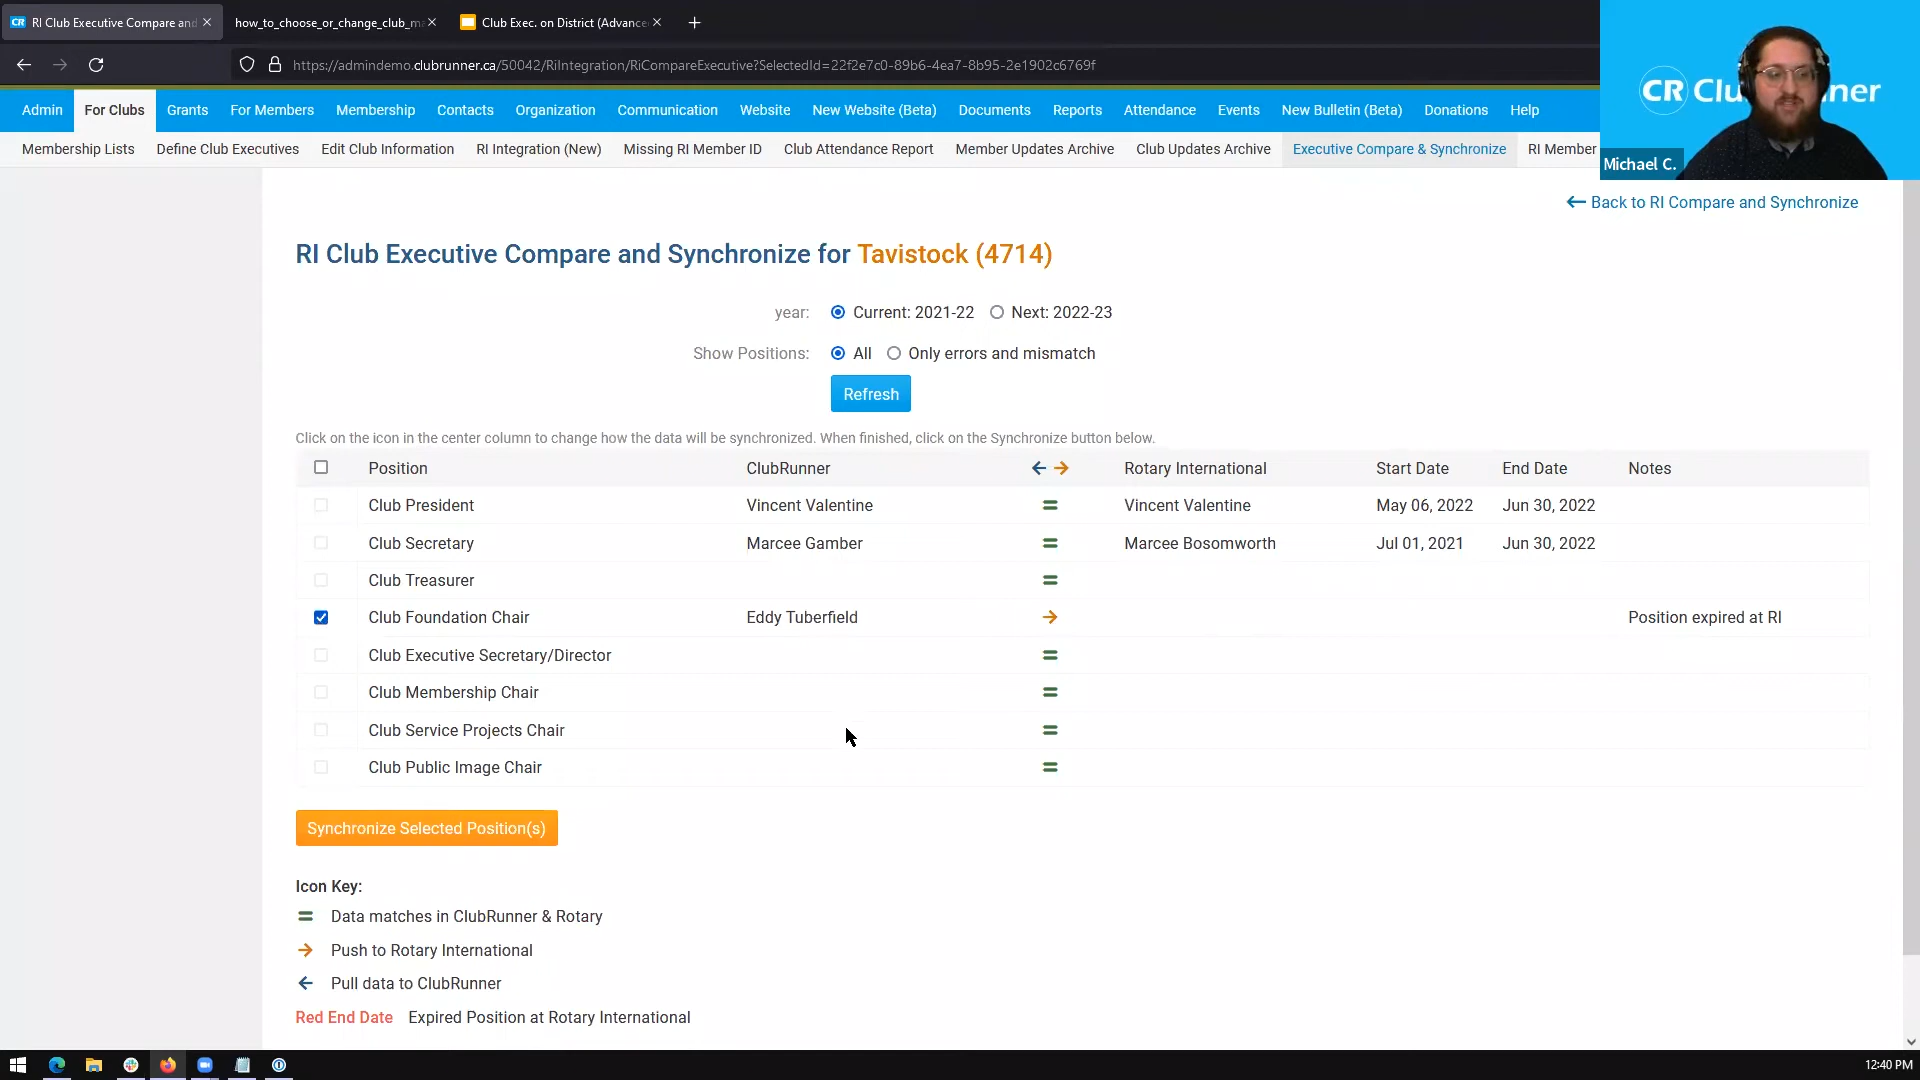 RI Club Executive Compare and
how_to_choose_or_change_club_m
Club Exec. on District (Advance
https://admindemo.clubrunner.ca/50042/RiIntegration/RiCompareExecutive?SelectedId=22f2e7c0-89b6-4ea7-8b95-2e1902c6769f
Admin For Clubs Grants For Members Membership Contacts Organization Communication Website New Website (Beta) Documents Reports Attendance Events New Bulletin (Beta) Donations Help
Membership Lists Define Club Executives Edit Club Information RI Integration (New) Missing RI Member ID Club Attendance Report Member Updates Archive Club Updates Archive Executive Compare & Synchronize RI Member
CR Clu ner
Michael C.
Back to RI Compare and Synchronize
RI Club Executive Compare and Synchronize for Tavistock (4714)
year: Current: 2021-22 Next: 2022-23
Show Positions: All Only errors and mismatch
Refresh
Click on the icon in the center column to change how the data will be synchronized. When finished, click on the Synchronize button below.
Position ClubRunner Rotary International Start Date End Date Notes
Club President Vincent Valentine Vincent Valentine May 06, 2022 Jun 30, 2022
Club Secretary Marcee Gamber Marcee Bosomworth Jul 01, 2021 Jun 30, 2022
Club Treasurer
Club Foundation Chair Eddy Tuberfield Position expired at RI
Club Executive Secretary/Director
Club Membership Chair
Club Service Projects Chair
Club Public Image Chair
Synchronize Selected Position(s)
Icon Key:
Data matches in ClubRunner & Rotary
Push to Rotary International
Pull data to ClubRunner
Red End Date Expired Position at Rotary International
12:40 PM